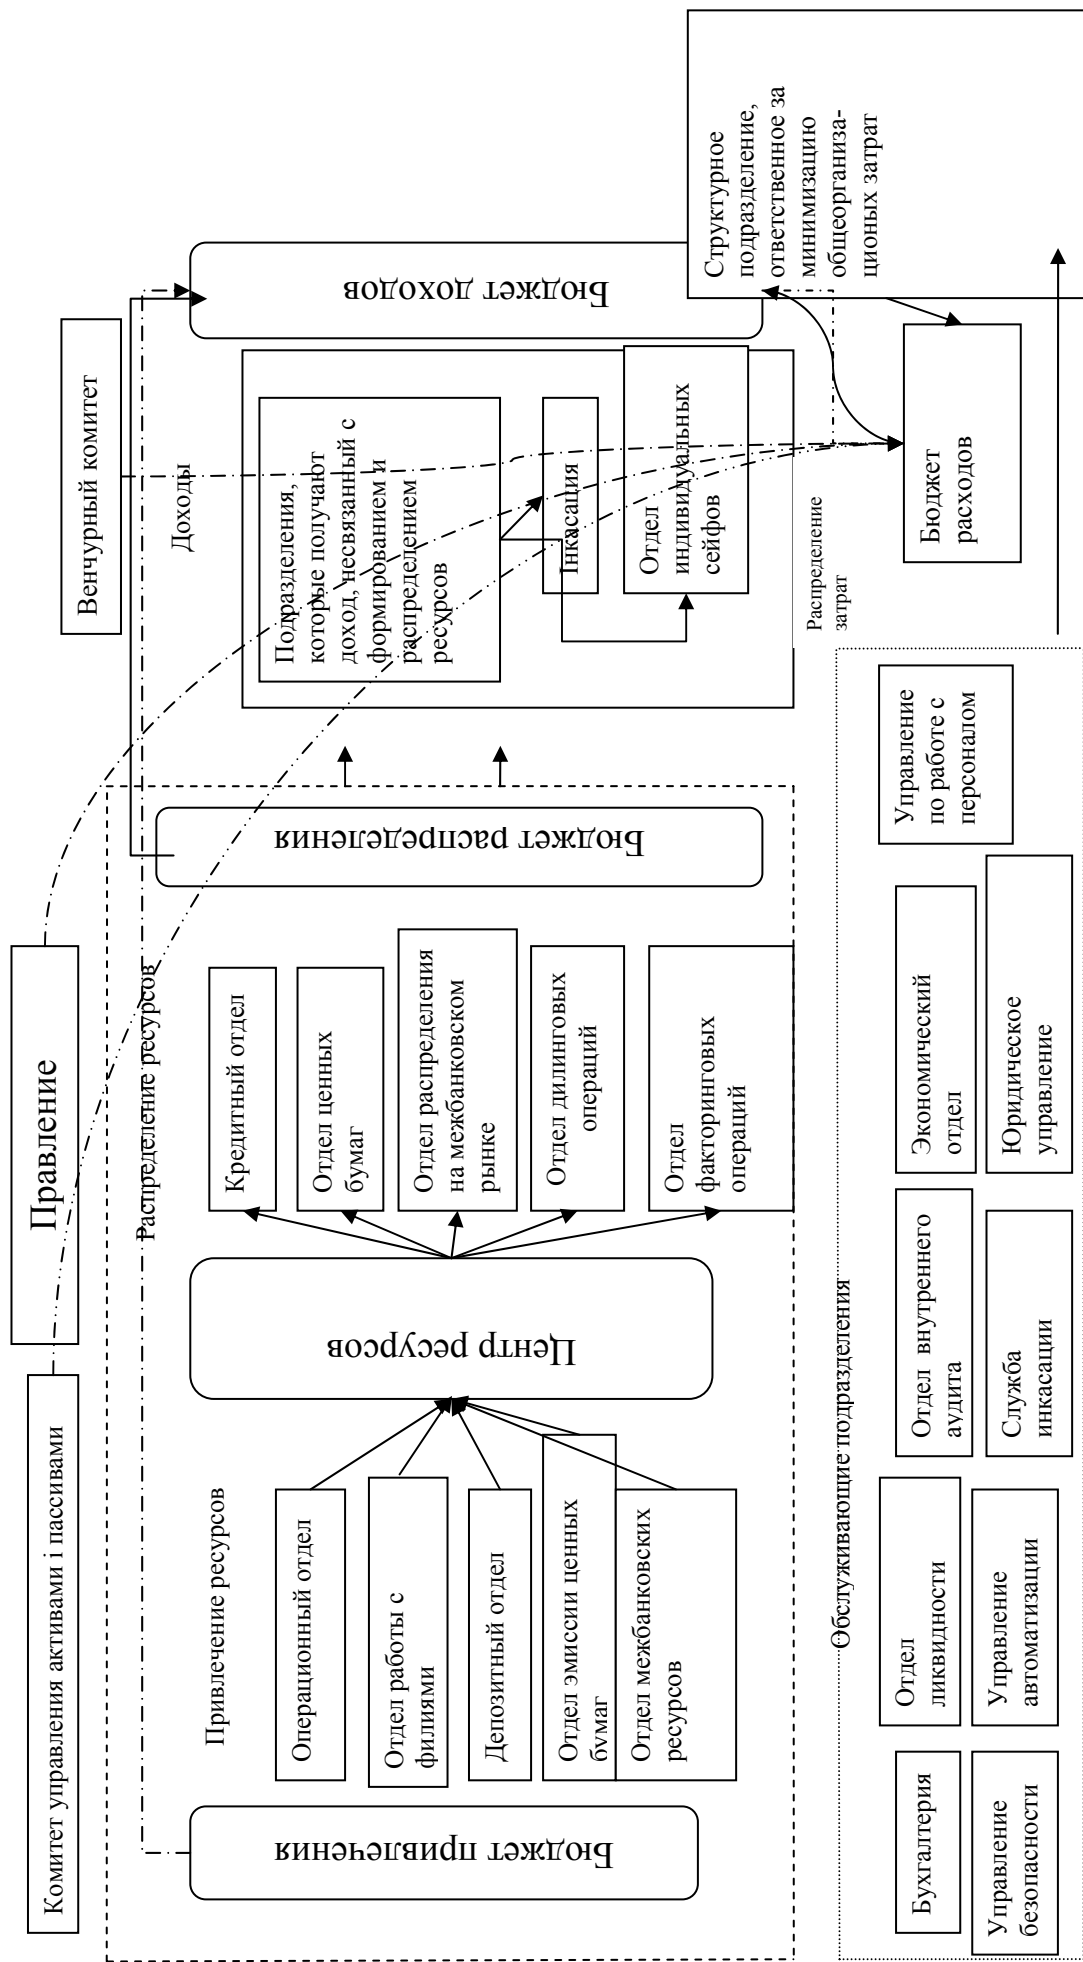 Правление
Комитет управления активами і пассивами
Венчурный комитет
Распределение ресурсов
Доходы
Привлечение ресурсов
Бюджет привлечения
Операционный отдел
Отдел работы с
филиями
Депозитный отдел
Отдел эмиссии ценных
бумаг
Отдел межбанковских
ресурсов
Центр ресурсов
Кредитный отдел
Отдел ценных
бумаг
Отдел распределения
на межбанковском
рынке
Отдел дилинговых
операций
Отдел
факторинговых
операций
Бюджет распределения
Подразделения,
которые получают
доход, несвязанный с
формированием и
распределением
ресурсов
Інкасация
Отдел
индивидуальных
сейфов
Бюджет доходов
Структурное
подразделение,
ответственное за
минимизацию
общеорганиза-
ционых затрат
Распределение
затрат
Бюджет
расходов
Обслуживающие подразделения
Бухгалтерия
Отдел
ликвидности
Отдел внутреннего
аудита
Экономический
отдел
Управление
по работе с
персоналом
Управление
безопасности
Управление
автоматизации
Служба
инкасации
Юридическое
управление